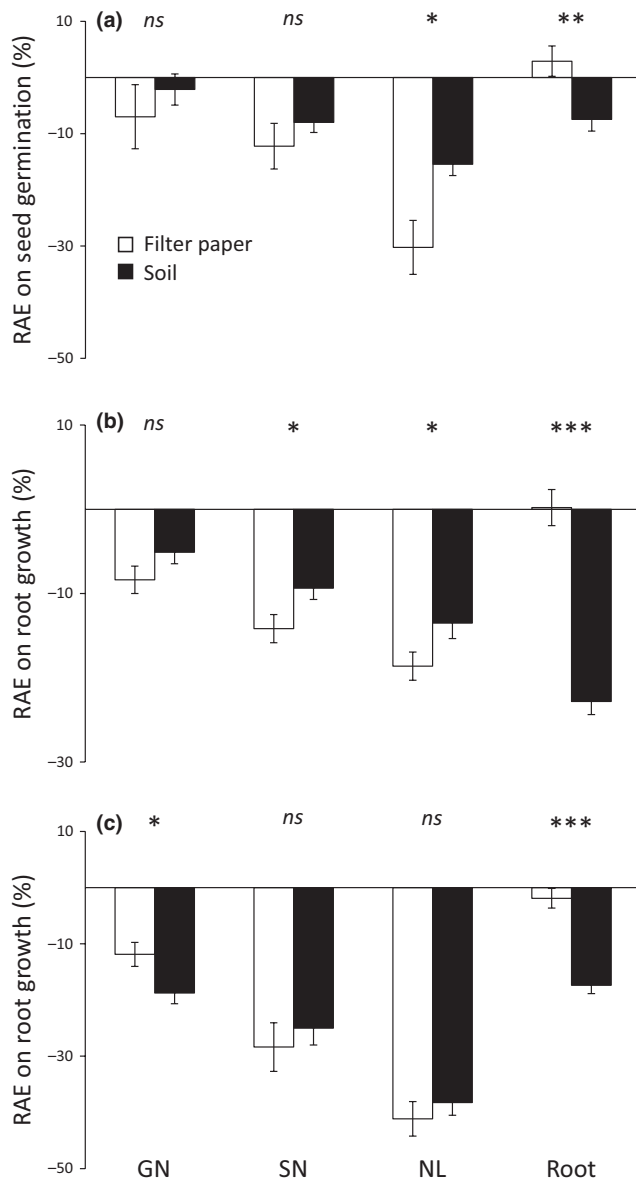 (a) ns ns * **
10
−10
−30
−50
RAE on seed germination (%)
Filter paper
Soil
(b) ns * * ***
10
−10
−30
RAE on root growth (%)
(c) * ns ns ***
10
−10
−30
−50
RAE on root growth (%)
GN SN NL Root